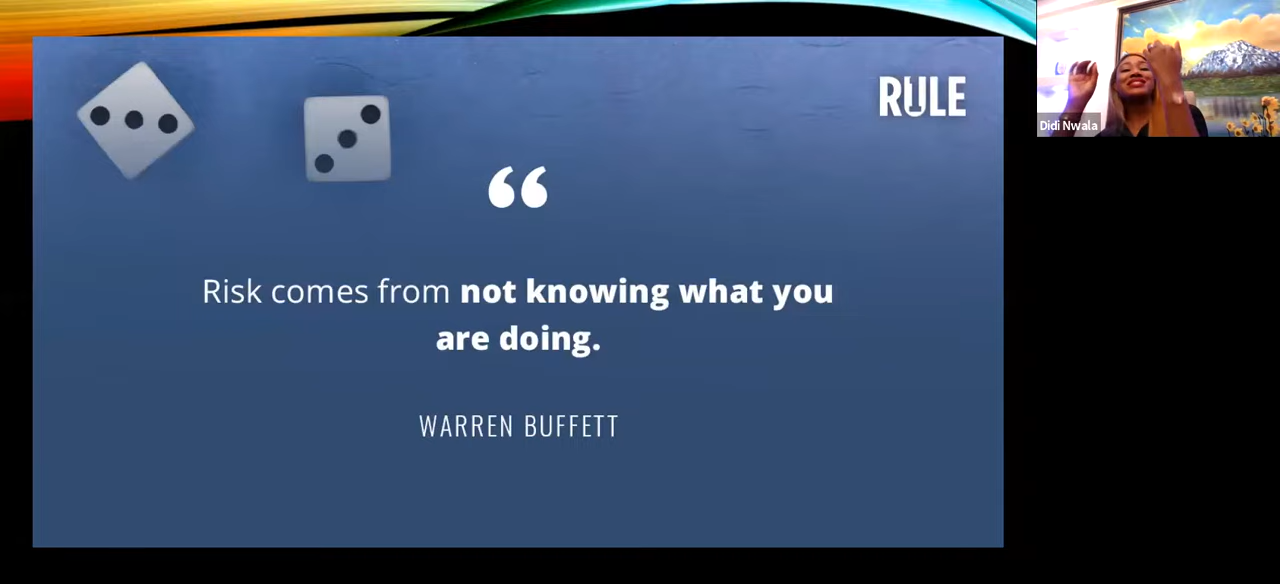 RULE
“
Risk comes from not knowing what you
are doing.
WARREN BUFFETT
Didi Nwala